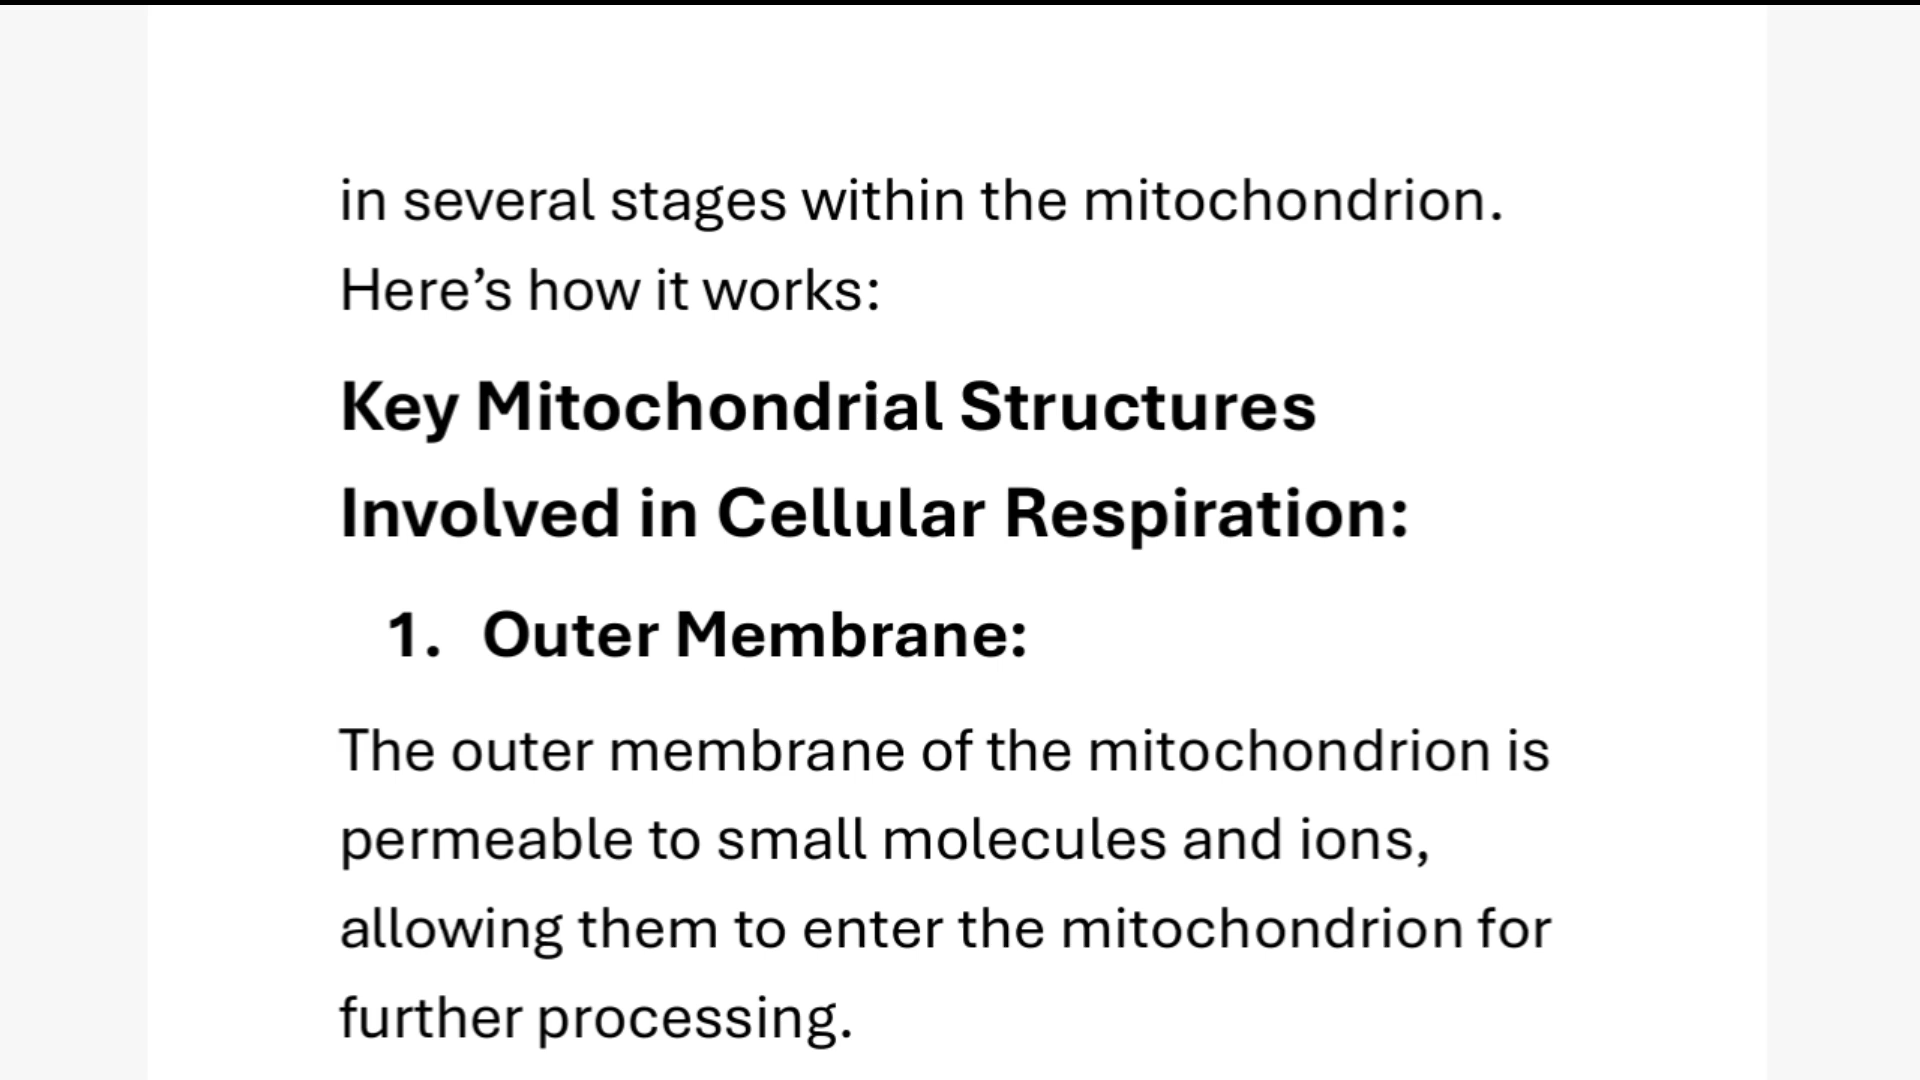 in several stages within the mitochondrion.
Here’s how it works:
Key Mitochondrial Structures
Involved in Cellular Respiration:
1. Outer Membrane:
The outer membrane of the mitochondrion is
permeable to small molecules and ions,
allowing them to enter the mitochondrion for
further processing.